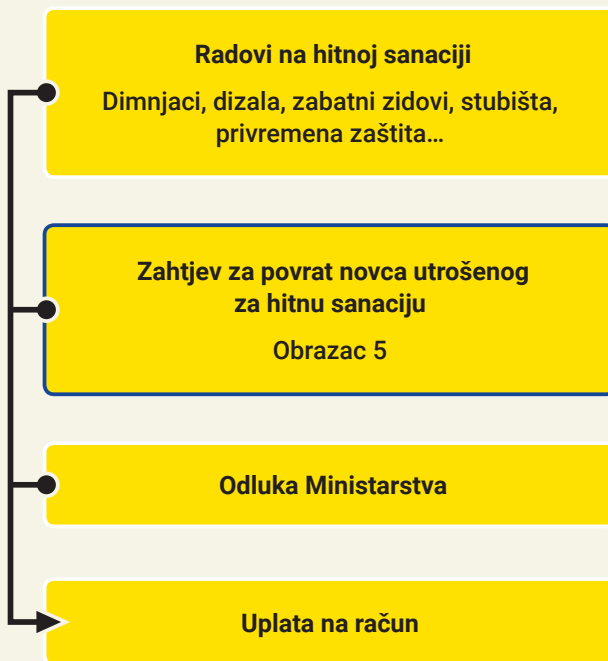 Radovi na hitnoj sanaciji
Dimnjaci, dizala, zabatni zidovi, stubišta,
privremena zaštita…
Zahtjev za povrat novca utrošenog
za hitnu sanaciju
Obrazac 5
Odluka Ministarstva
Uplata na račun